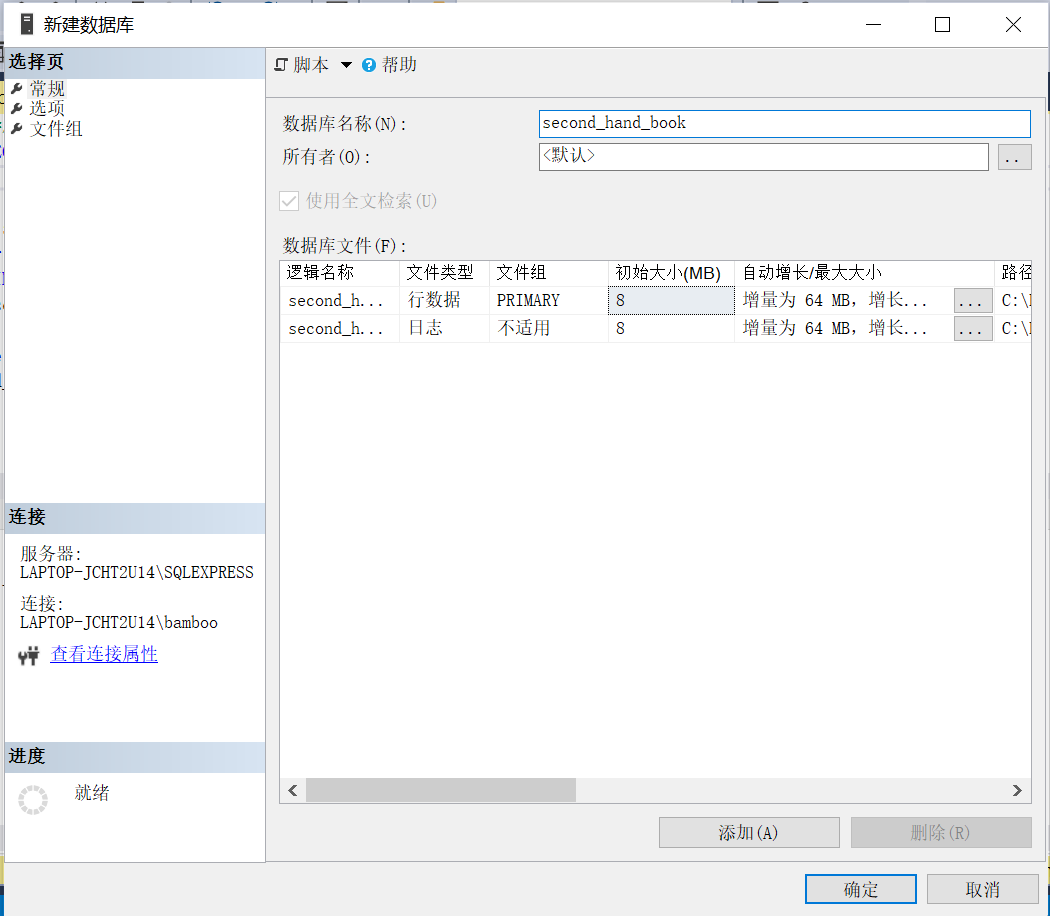 新建数据库
选择页
常规
选项
文件组
脚本 帮助
数据库名称(N):
second_hand_book
所有者(O):
<默认>
..
使用全文检索(U)
数据库文件(F):
逻辑名称 文件类型 文件组 初始大小(MB) 自动增长/最大大小 路径
second_h... 行数据 PRIMARY 8 增量为 64 MB，增长... ... C:\
second_h... 日志 不适用 8 增量为 64 MB，增长... ... C:\
连接
服务器:
LAPTOP-JCHT2U14\SQLEXPRESS
连接:
LAPTOP-JCHT2U14\bamboo
查看连接属性
进度
就绪
添加(A) 删除(R)
确定 取消